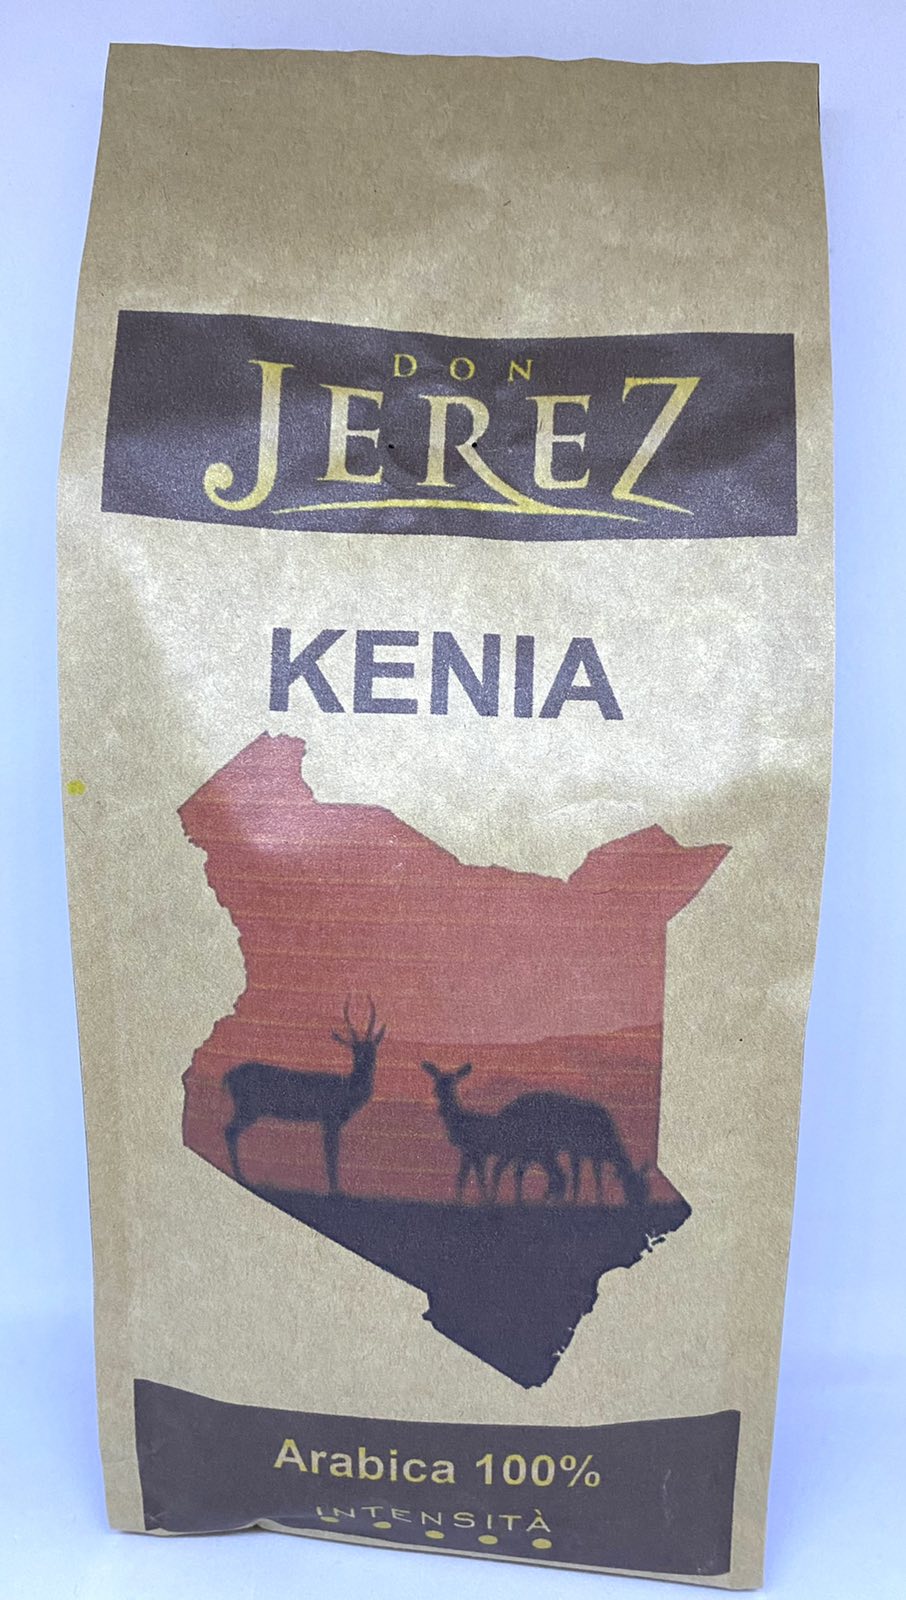 DON
JEREZ
KENIA
Arabica 100%
INTENSITÀ